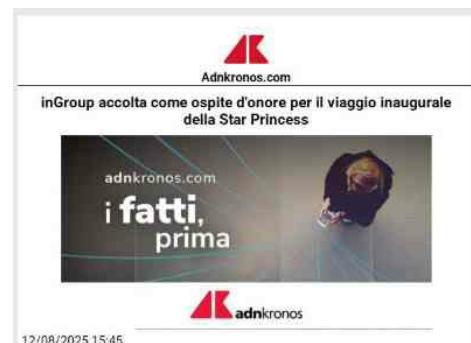 Adnkronos.com
inGroup accolta come ospite d'onore per il viaggio inaugurale
della Star Princess
adnkronos.com
i fatti,
prima
adnkronos
12/08/2025 15:45